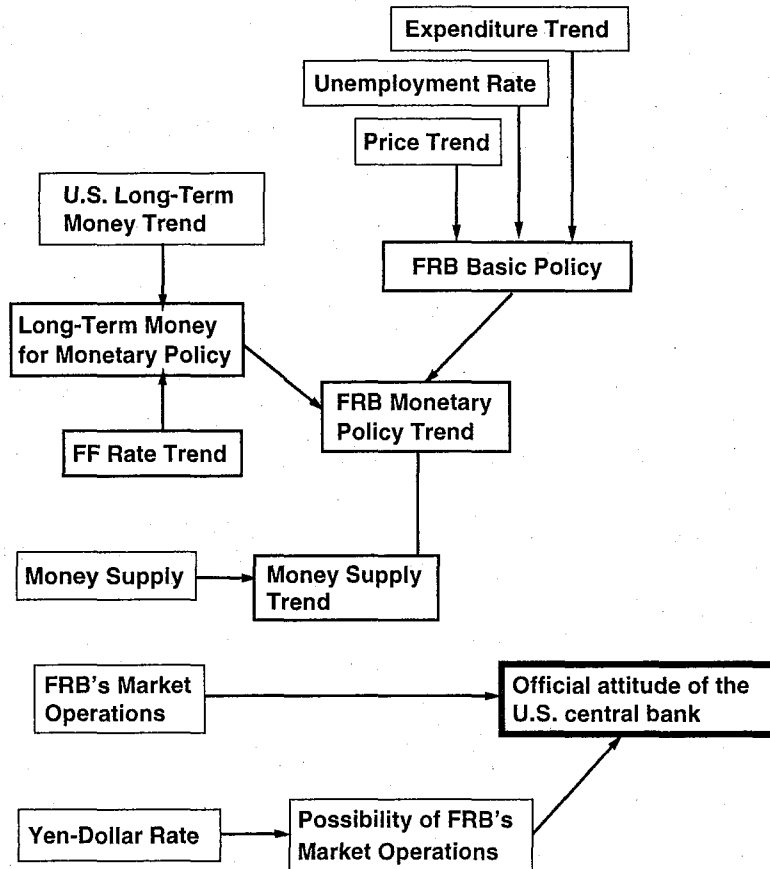 Expenditure Trend
Unemployment Rate
Price Trend
U.S. Long-Term
Money Trend
FRB Basic Policy
Long-Term Money
for Monetary Policy
FRB Monetary
Policy Trend
FF Rate Trend
Money Supply
Money Supply
Trend
FRB's Market
Operations
Official attitude of the
U.S. central bank
Yen-Dollar Rate
Possibility of FRB's
Market Operations